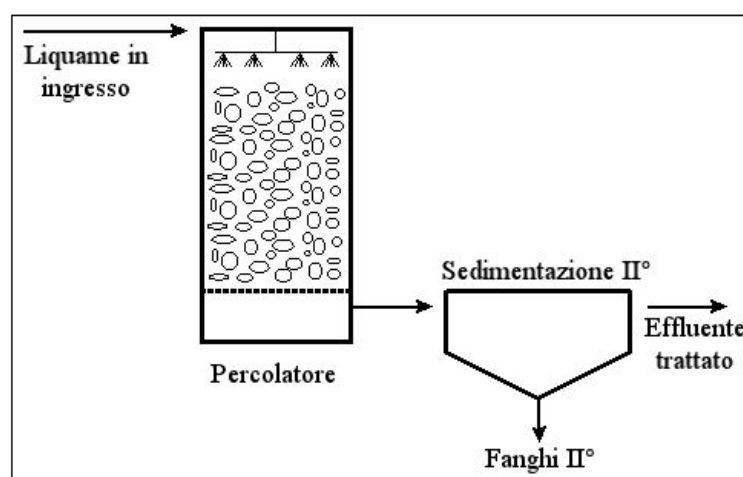 Liquame in
ingresso
Sedimentazione II°
Effluente
trattato
Percolatore
Fanghi II°